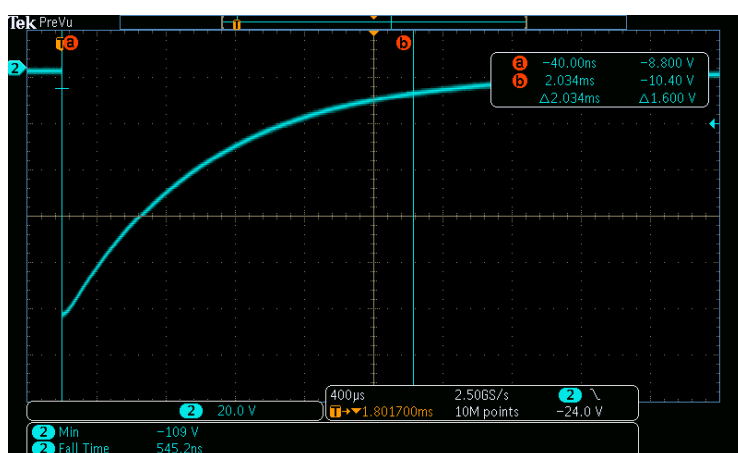 Tek PreVu
T a b
a −40.00ns −8.800 V
b 2.034ms −10.40 V
△2.034ms △1.600 V
2
400µs 2.50GS/s 2
T→▼1.801700ms 10M points −24.0 V
2 20.0 V
2 Min −109 V
2 Fall Time 545.2ns